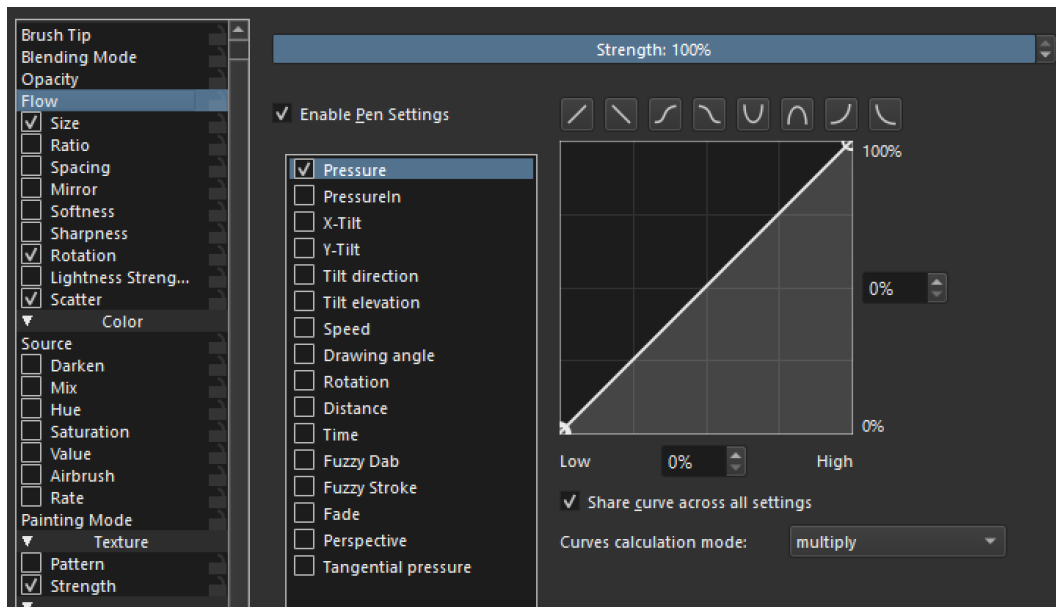 Brush Tip
Blending Mode
Opacity
Flow
Size
Ratio
Spacing
Mirror
Softness
Sharpness
Rotation
Lightness Streng...
Scatter
Color
Source
Darken
Mix
Hue
Saturation
Value
Airbrush
Rate
Painting Mode
Texture
Pattern
Strength
Strength: 100%
Enable Pen Settings
Pressure
PressureIn
X-Tilt
Y-Tilt
Tilt direction
Tilt elevation
Speed
Drawing angle
Rotation
Distance
Time
Fuzzy Dab
Fuzzy Stroke
Fade
Perspective
Tangential pressure
100%
0%
0%
Low 0% High
Share curve across all settings
Curves calculation mode: multiply